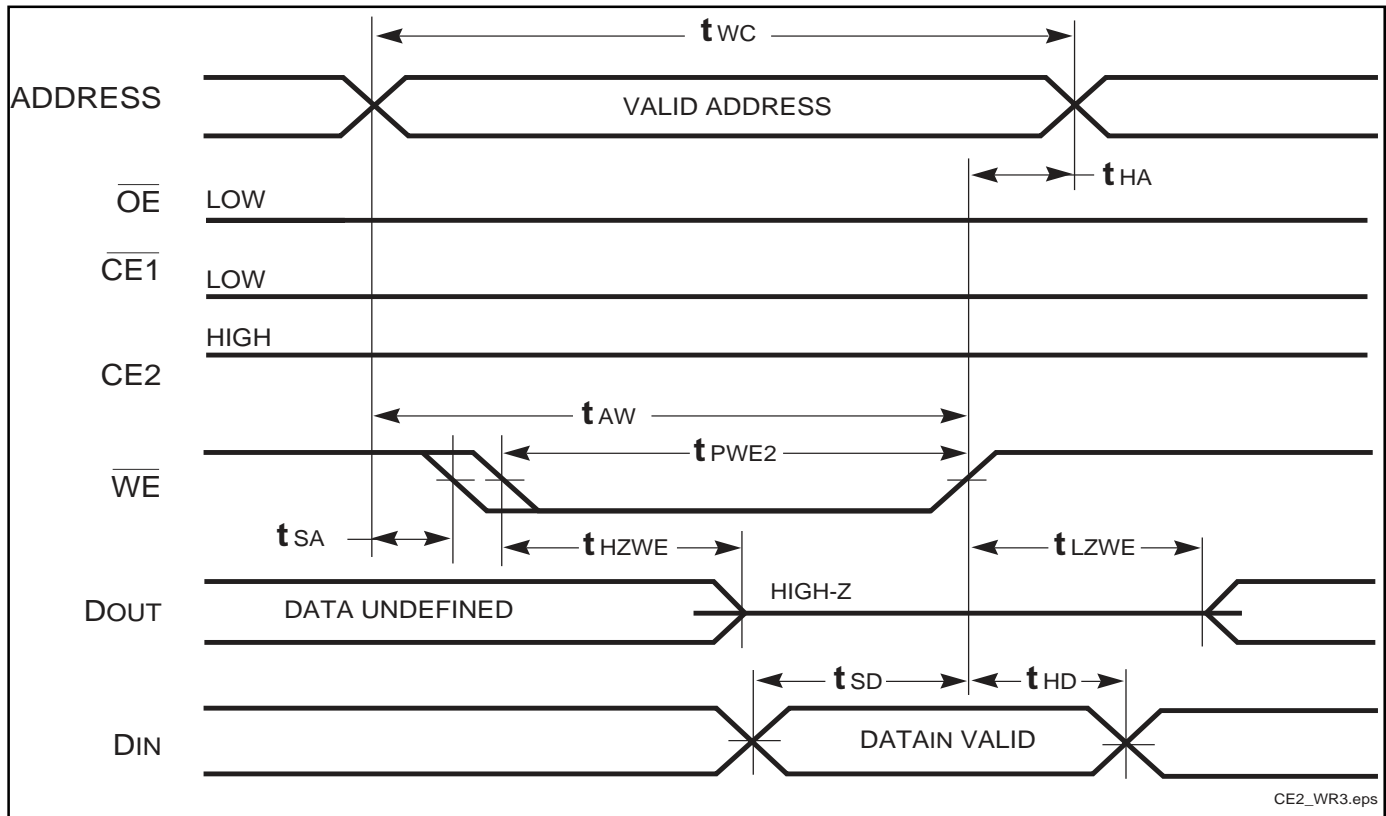 tWC
ADDRESS
VALID ADDRESS
tHA
OE
LOW
CE1
LOW
HIGH
CE2
tAW
tPWE2
WE
tSA
tHZWE
tLZWE
DOUT
DATA UNDEFINED
HIGH-Z
tSD
tHD
DIN
DATAIN VALID
CE2_WR3.eps